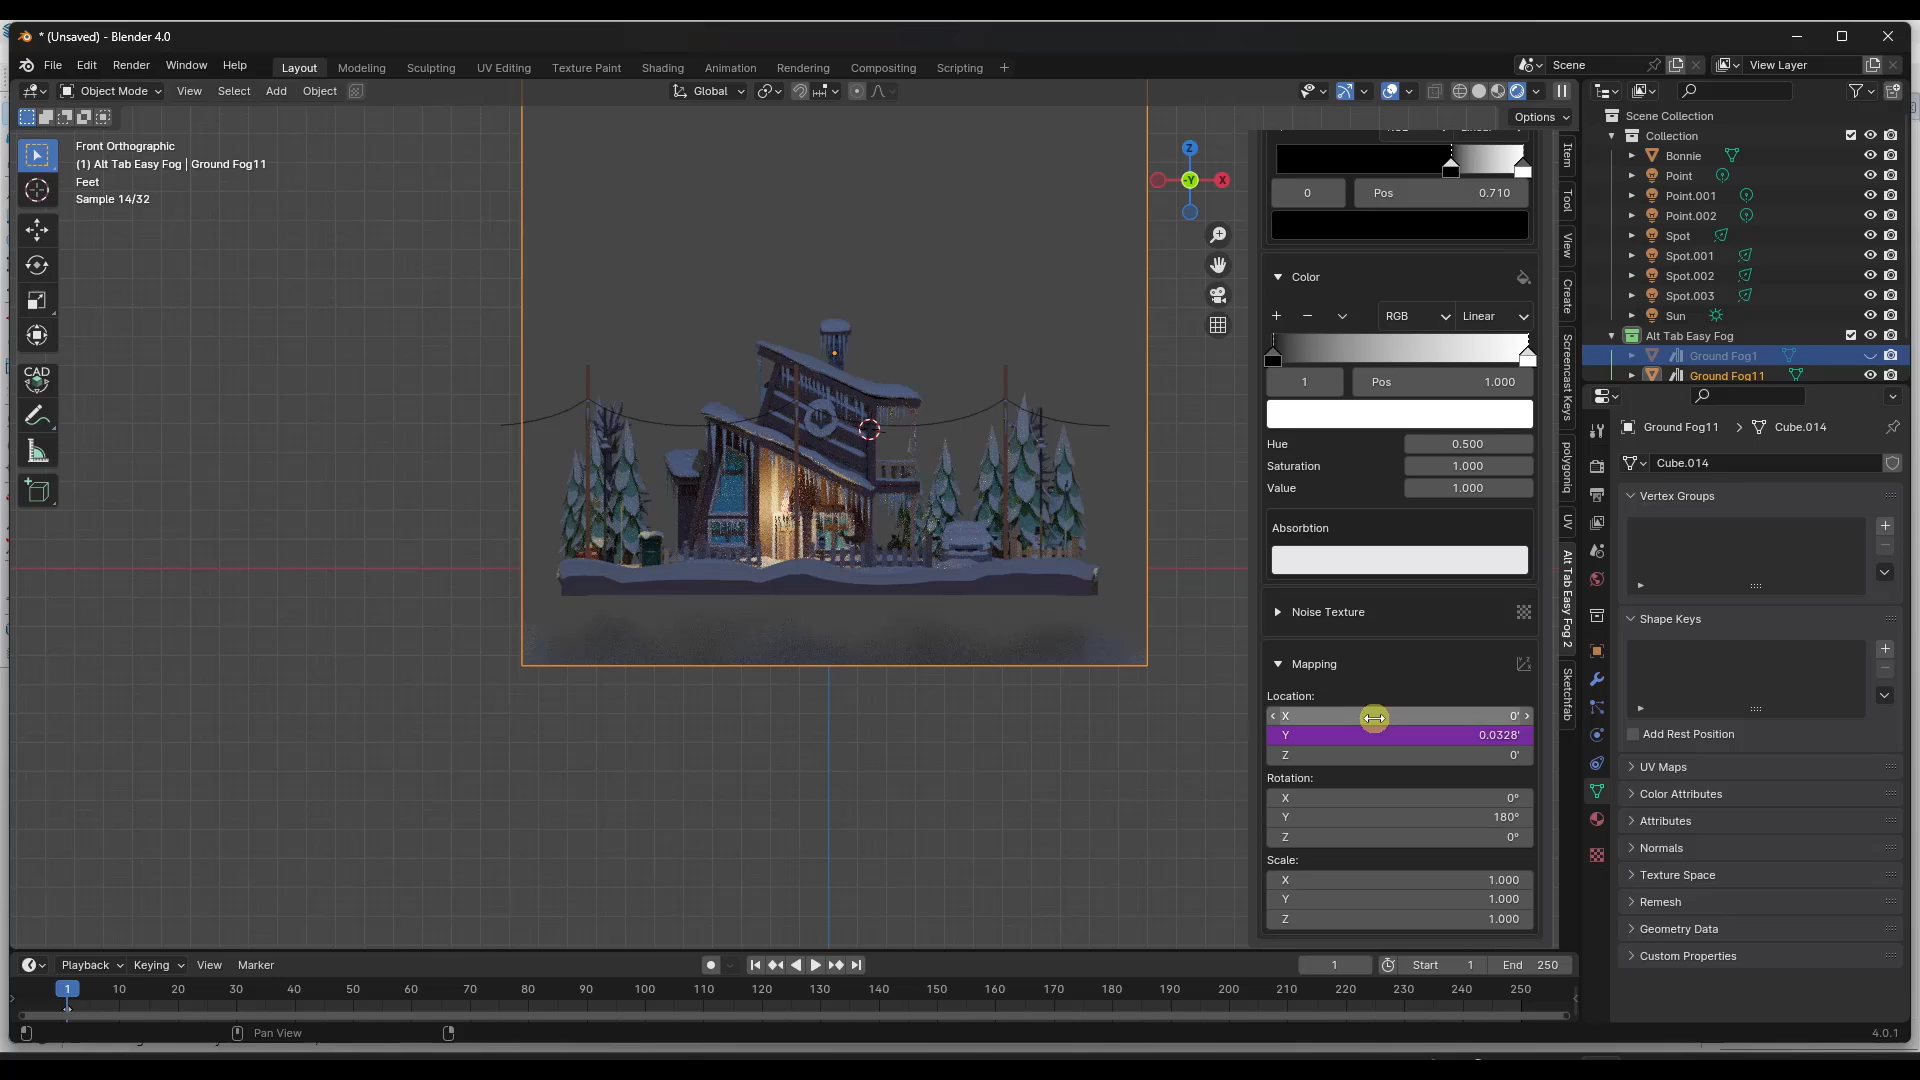 * (Unsaved) - Blender 4.0
File Edit Render Window Help
Layout Modeling Sculpting UV Editing Texture Paint Shading Animation Rendering Compositing Scripting +
Scene
View Layer
Object Mode View Select Add Object
Global
Options
Front Orthographic
(1) Alt Tab Easy Fog | Ground Fog11
Feet
Sample 14/32
Z
-Y
X
CAD
0
Pos 0.710
Color
RGB
Linear
1
Pos 1.000
Hue 0.500
Saturation 1.000
Value 1.000
Absorbtion
Noise Texture
Mapping
Location:
X 0'
Y 0.0328'
Z 0'
Rotation:
X 0°
Y 180°
Z 0°
Scale:
X 1.000
Y 1.000
Z 1.000
Item
Tool
View
Create
Screencast Keys
polygoniq
UV
Alt Tab Easy Fog 2
Sketchfab
Scene Collection
Collection
Bonnie
Point
Point.001
Point.002
Spot
Spot.001
Spot.002
Spot.003
Sun
Alt Tab Easy Fog
Ground Fog1
Ground Fog11
Ground Fog11 > Cube.014
Cube.014
Vertex Groups
Shape Keys
Add Rest Position
UV Maps
Color Attributes
Attributes
Normals
Texture Space
Remesh
Geometry Data
Custom Properties
Playback Keying View Marker
1
Start 1
End 250
1 10 20 30 40 50 60 70 80 90 100 110 120 130 140 150 160 170 180 190 200 210 220 230 240 250
Pan View
4.0.1